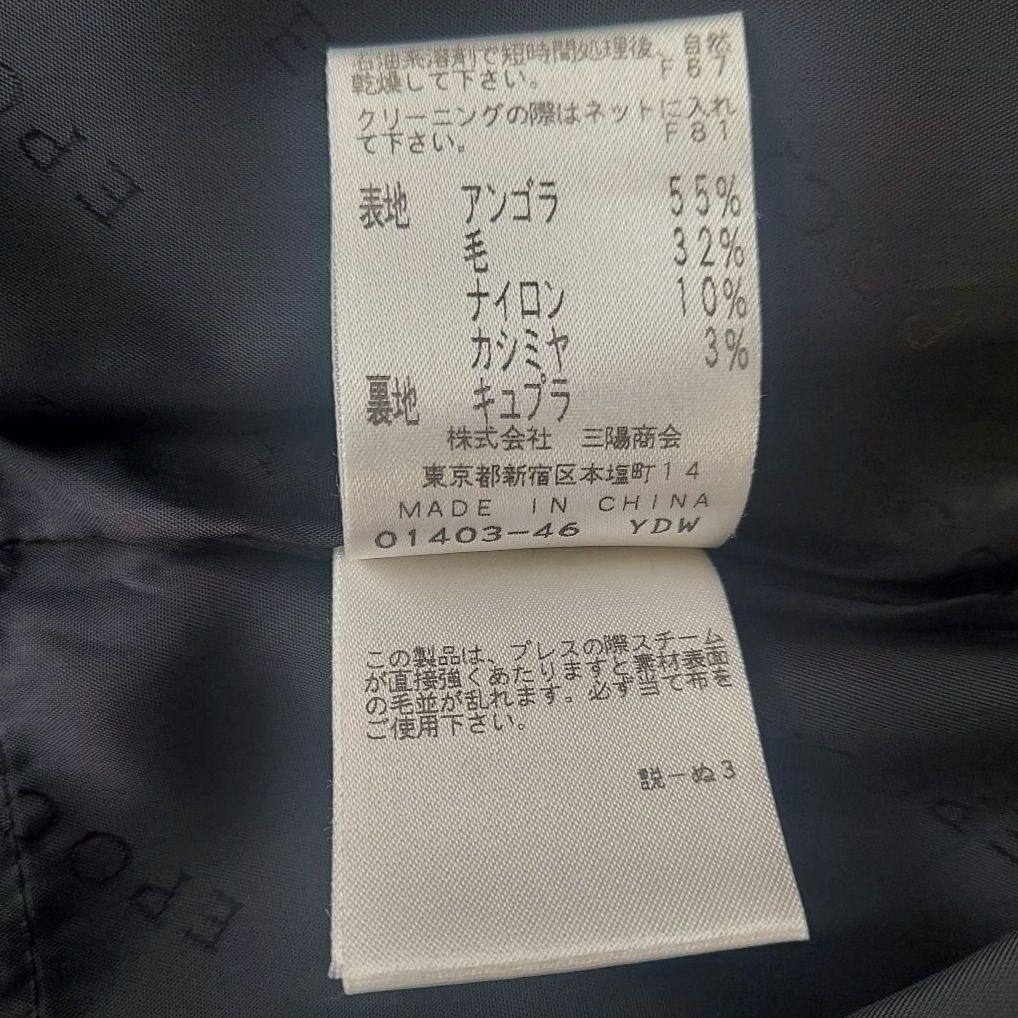 石油系溶剤で短時間処理後、自然
乾燥して下さい。 F67
クリーニングの際はネットに入れ
て下さい。 F81
表地 アンゴラ 55%
毛 32%
ナイロン 10%
カシミヤ 3%
裏地 キュプラ
株式会社 三陽商会
東京都新宿区本塩町14
MADE IN CHINA
01403-46 YDW
この製品は、プレスの際スチーム
が直接強くあたりますと素材表面
の毛並が乱れます。必ず当て布を
ご使用下さい。
説ーぬ3